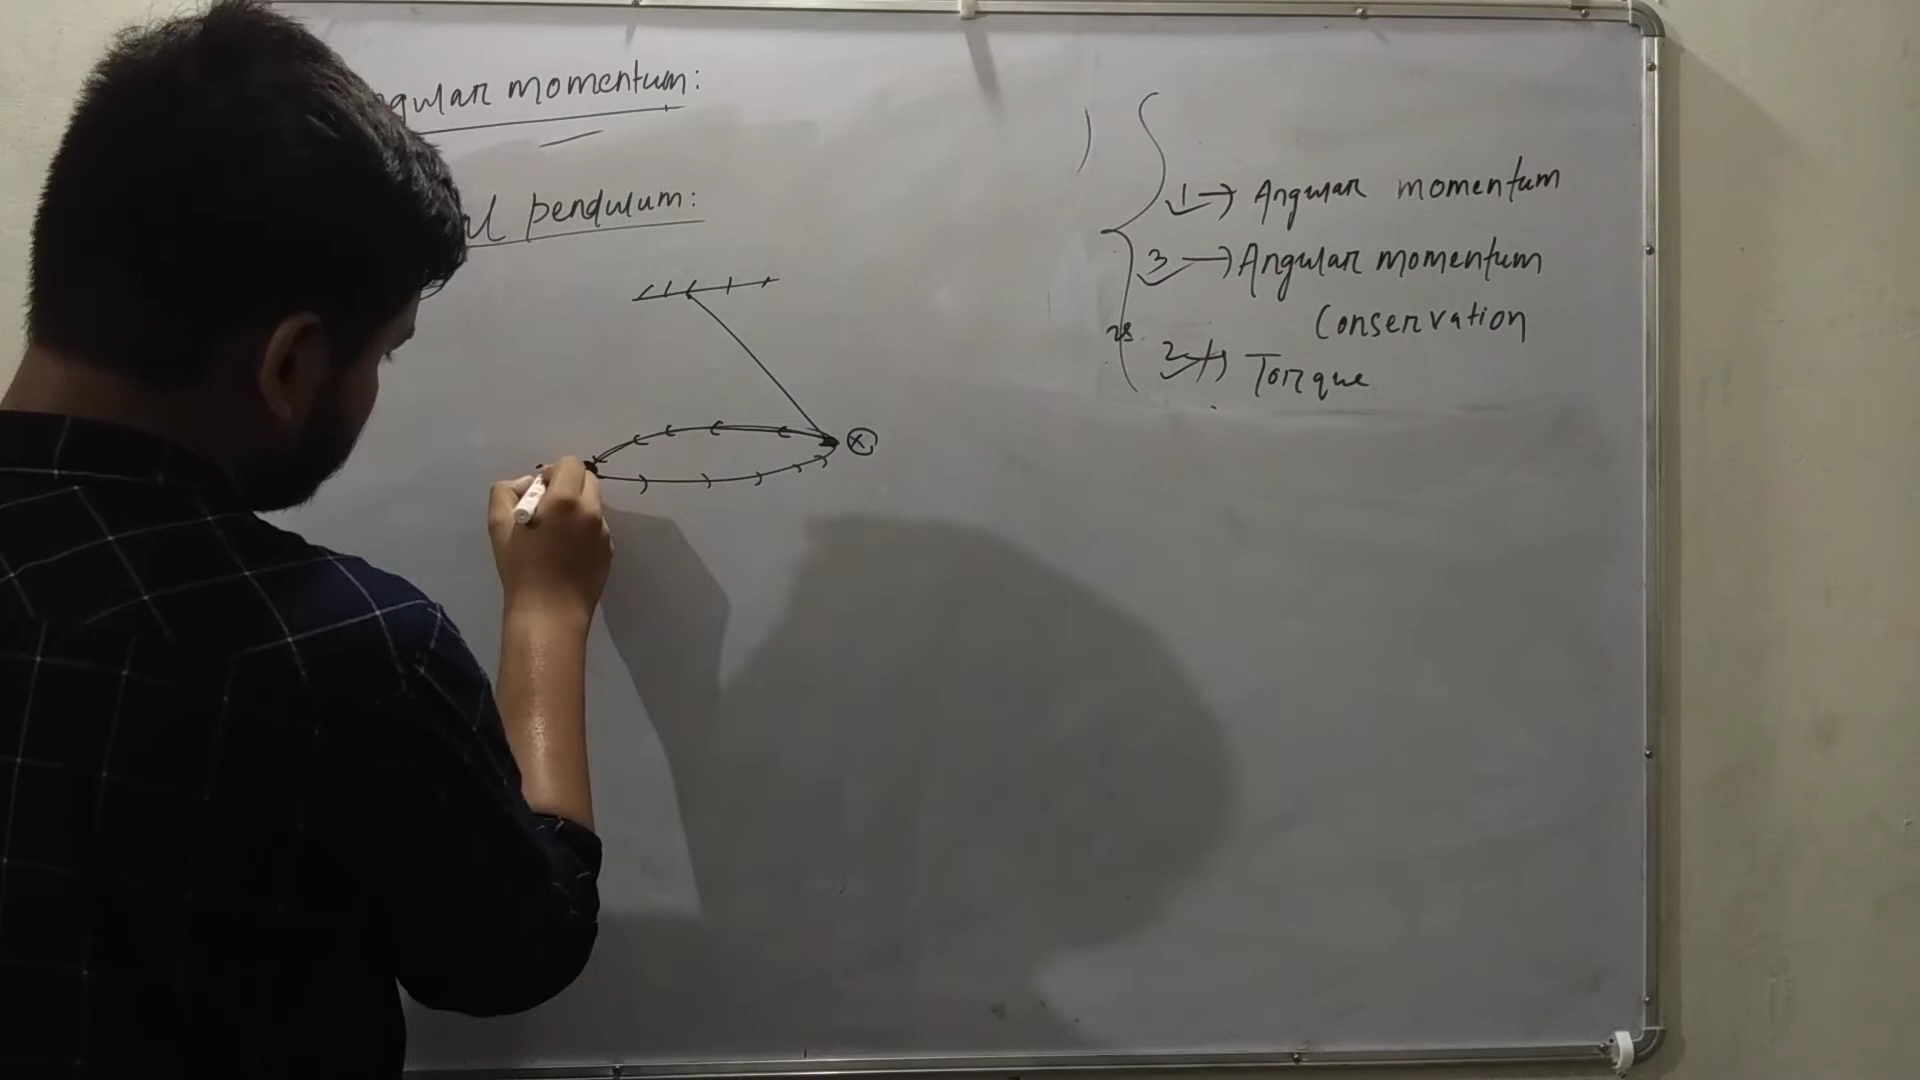 ngular momentum:
al pendulum:
1 → Angular momentum
3 → Angular momentum
Conservation
2 → Torque